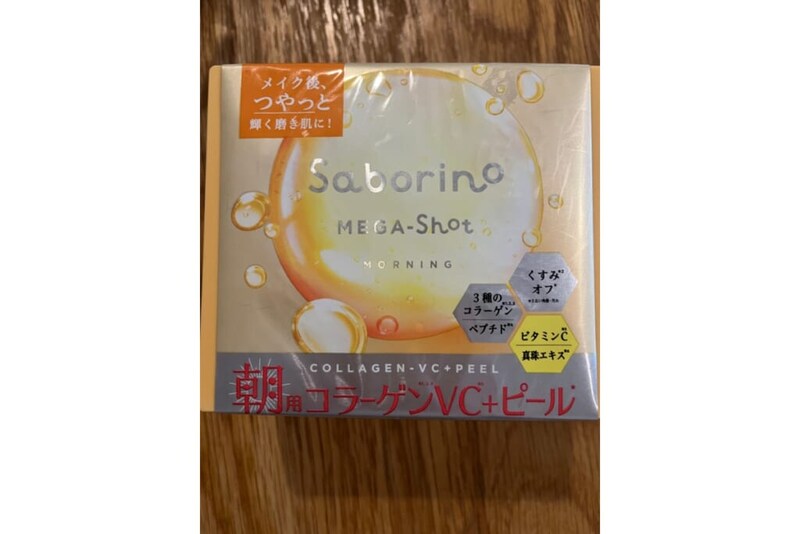 メイク後、
つやっと
輝く磨き肌に!
Saborino
MEGA-Shot
MORNING
くすみ
オフ
3種の
コラーゲン
ペプチド
ビタミンC
真珠エキス
COLLAGEN-VC+PEEL
朝用コラーゲンVC+ピール